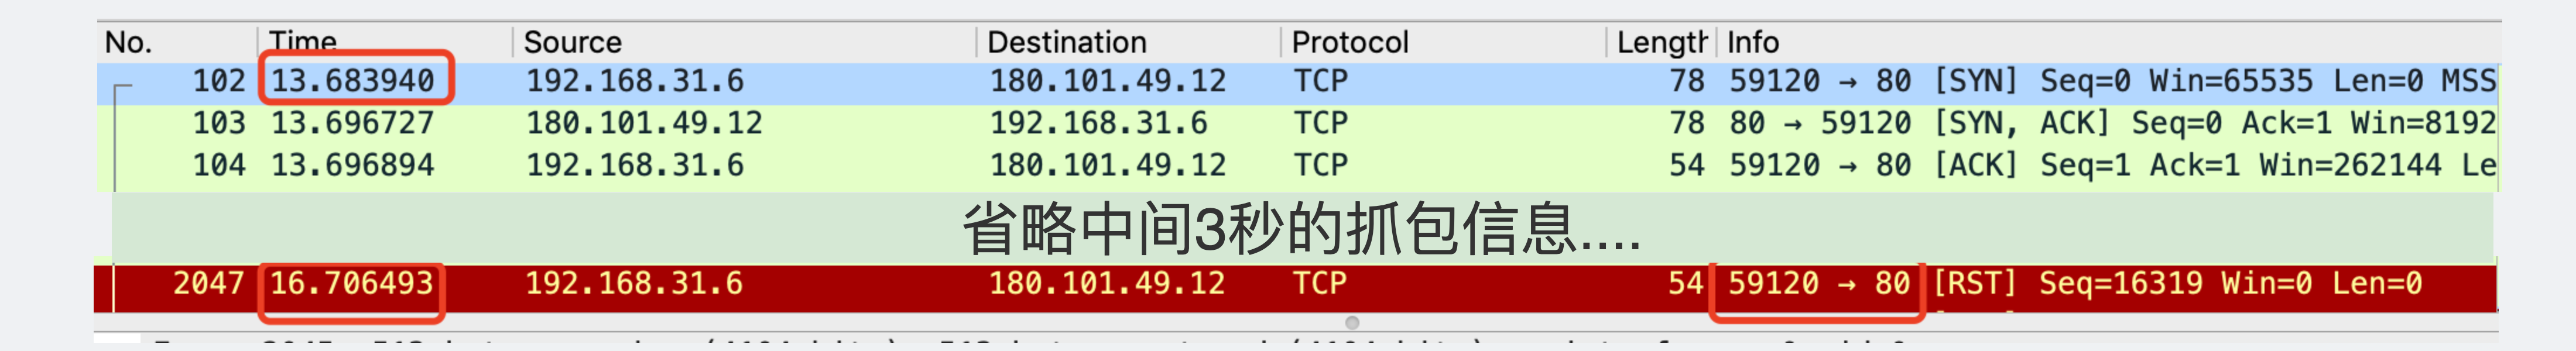 No. Time Source Destination Protocol Length Info
102 13.683940 192.168.31.6 180.101.49.12 TCP 78 59120 → 80 [SYN] Seq=0 Win=65535 Len=0 MSS
103 13.696727 180.101.49.12 192.168.31.6 TCP 78 80 → 59120 [SYN, ACK] Seq=0 Ack=1 Win=8192
104 13.696894 192.168.31.6 180.101.49.12 TCP 54 59120 → 80 [ACK] Seq=1 Ack=1 Win=262144 Le
省略中间3秒的抓包信息....
2047 16.706493 192.168.31.6 180.101.49.12 TCP 54 59120 → 80 [RST] Seq=16319 Win=0 Len=0